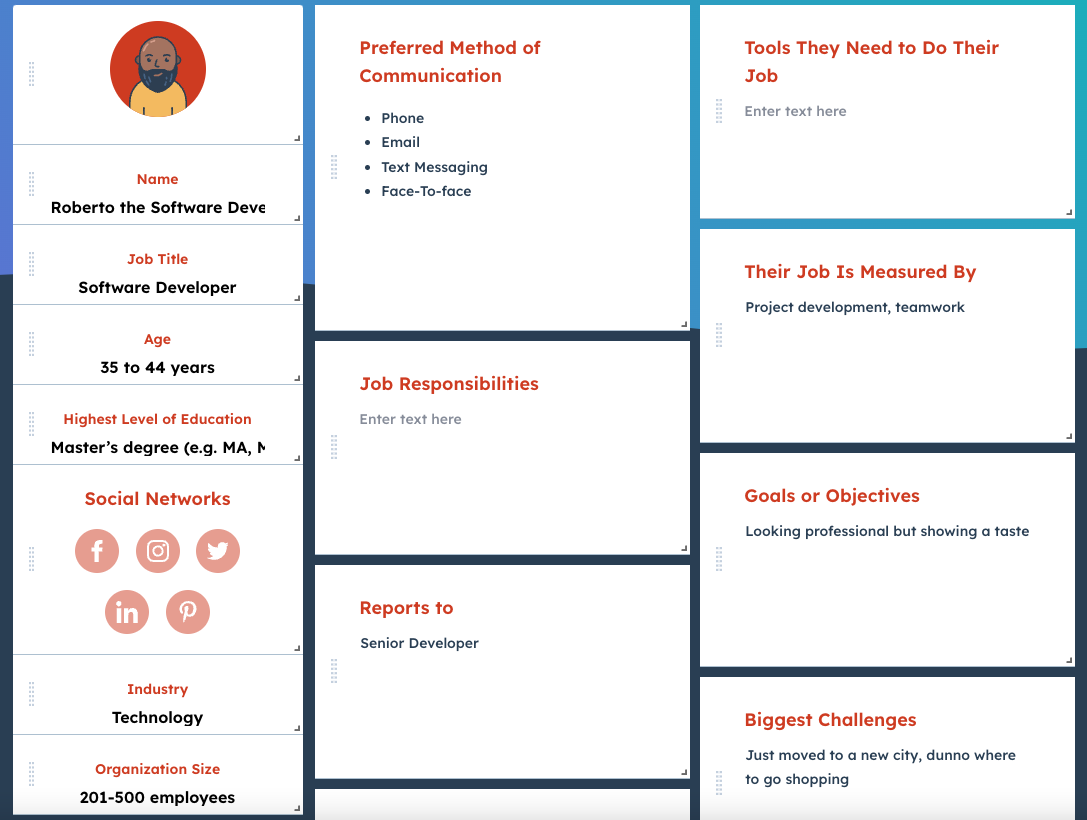 Name
Roberto the Software Deve
Job Title
Software Developer
Age
35 to 44 years
Highest Level of Education
Master’s degree (e.g. MA, M
Social Networks
Industry
Technology
Organization Size
201-500 employees
Preferred Method of
Communication
Phone
Email
Text Messaging
Face-To-face
Job Responsibilities
Enter text here
Reports to
Senior Developer
Tools They Need to Do Their
Job
Enter text here
Their Job Is Measured By
Project development, teamwork
Goals or Objectives
Looking professional but showing a taste
Biggest Challenges
Just moved to a new city, dunno where
to go shopping